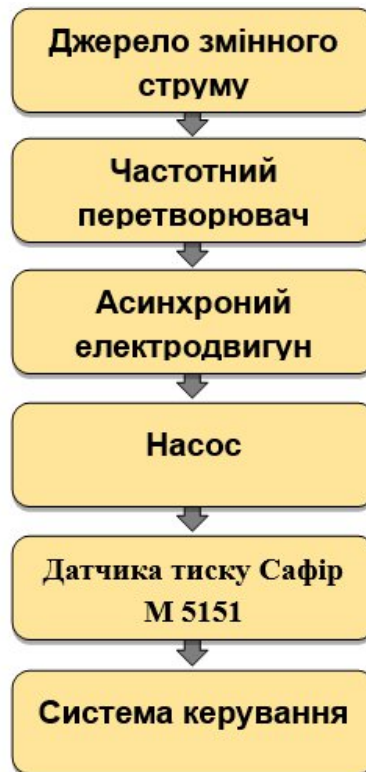 Джерело змінного
струму
Частотний
перетворювач
Асинхроний
електродвигун
Насос
Датчика тиску Сафір
М 5151
Система керування